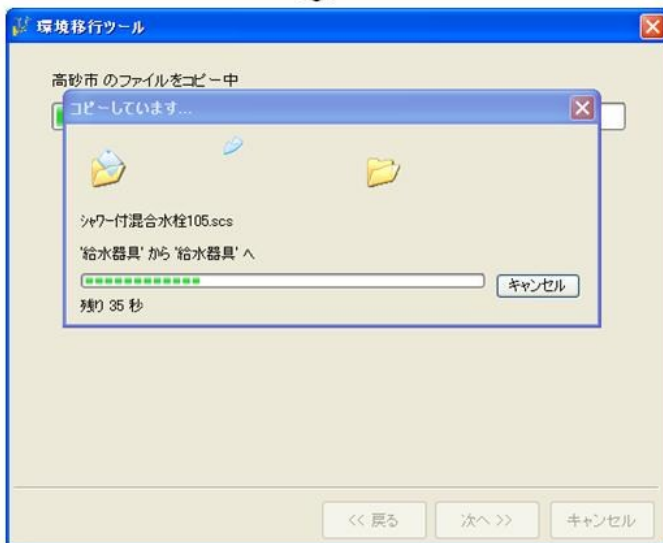 環境移行ツール
高砂市 のファイルをコピー中
コピーしています...
ｼｬﾜｰ付混合水栓105.scs
'給水器具' から '給水器具' へ
キャンセル
残り 35 秒
<< 戻る
次へ >>
キャンセル